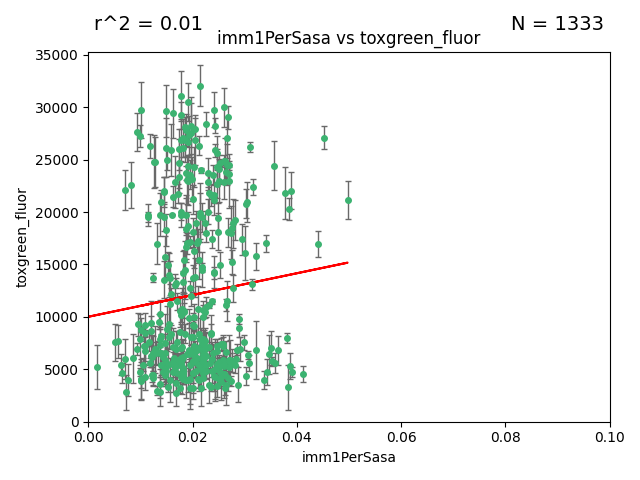 r^2 = 0.01
N = 1333
imm1PerSasa vs toxgreen_fluor
35000
30000
25000
20000
15000
10000
5000
0
toxgreen_fluor
0.00
0.02
0.04
0.06
0.08
0.10
imm1PerSasa